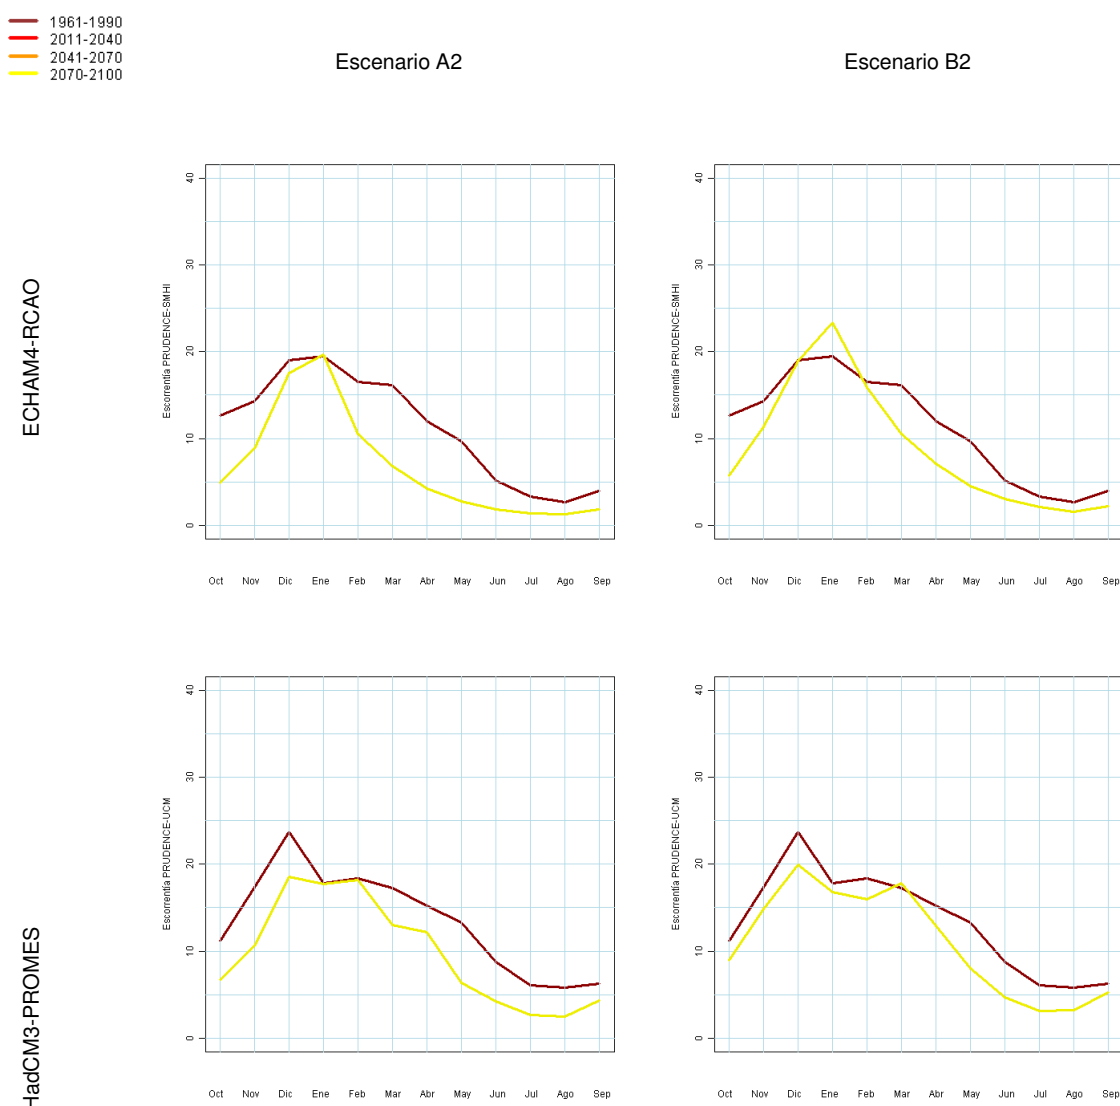 1961-1990
2011-2040
2041-2070
2070-2100
Escenario A2
Escenario B2
ECHAM4-RCAO
Escorrentía PRUDENCE-SMHI
40
30
20
10
0
Oct Nov Dic Ene Feb Mar Abr May Jun Jul Ago Sep
Escorrentía PRUDENCE-SMHI
40
30
20
10
0
Oct Nov Dic Ene Feb Mar Abr May Jun Jul Ago Sep
HadCM3-PROMES
Escorrentía PRUDENCE-UCM
40
30
20
10
0
Oct Nov Dic Ene Feb Mar Abr May Jun Jul Ago Sep
Escorrentía PRUDENCE-UCM
40
30
20
10
0
Oct Nov Dic Ene Feb Mar Abr May Jun Jul Ago Sep